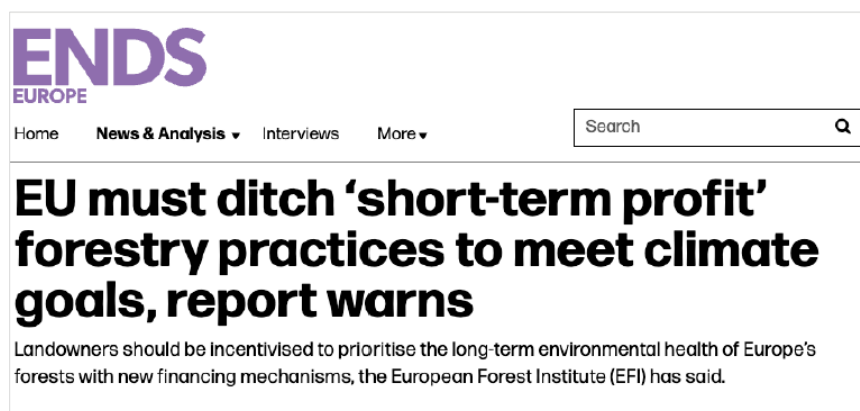 ENDS
EUROPE
Home News & Analysis Interviews More
Search
EU must ditch ‘short-term profit’
forestry practices to meet climate
goals, report warns
Landowners should be incentivised to prioritise the long-term environmental health of Europe’s
forests with new financing mechanisms, the European Forest Institute (EFI) has said.